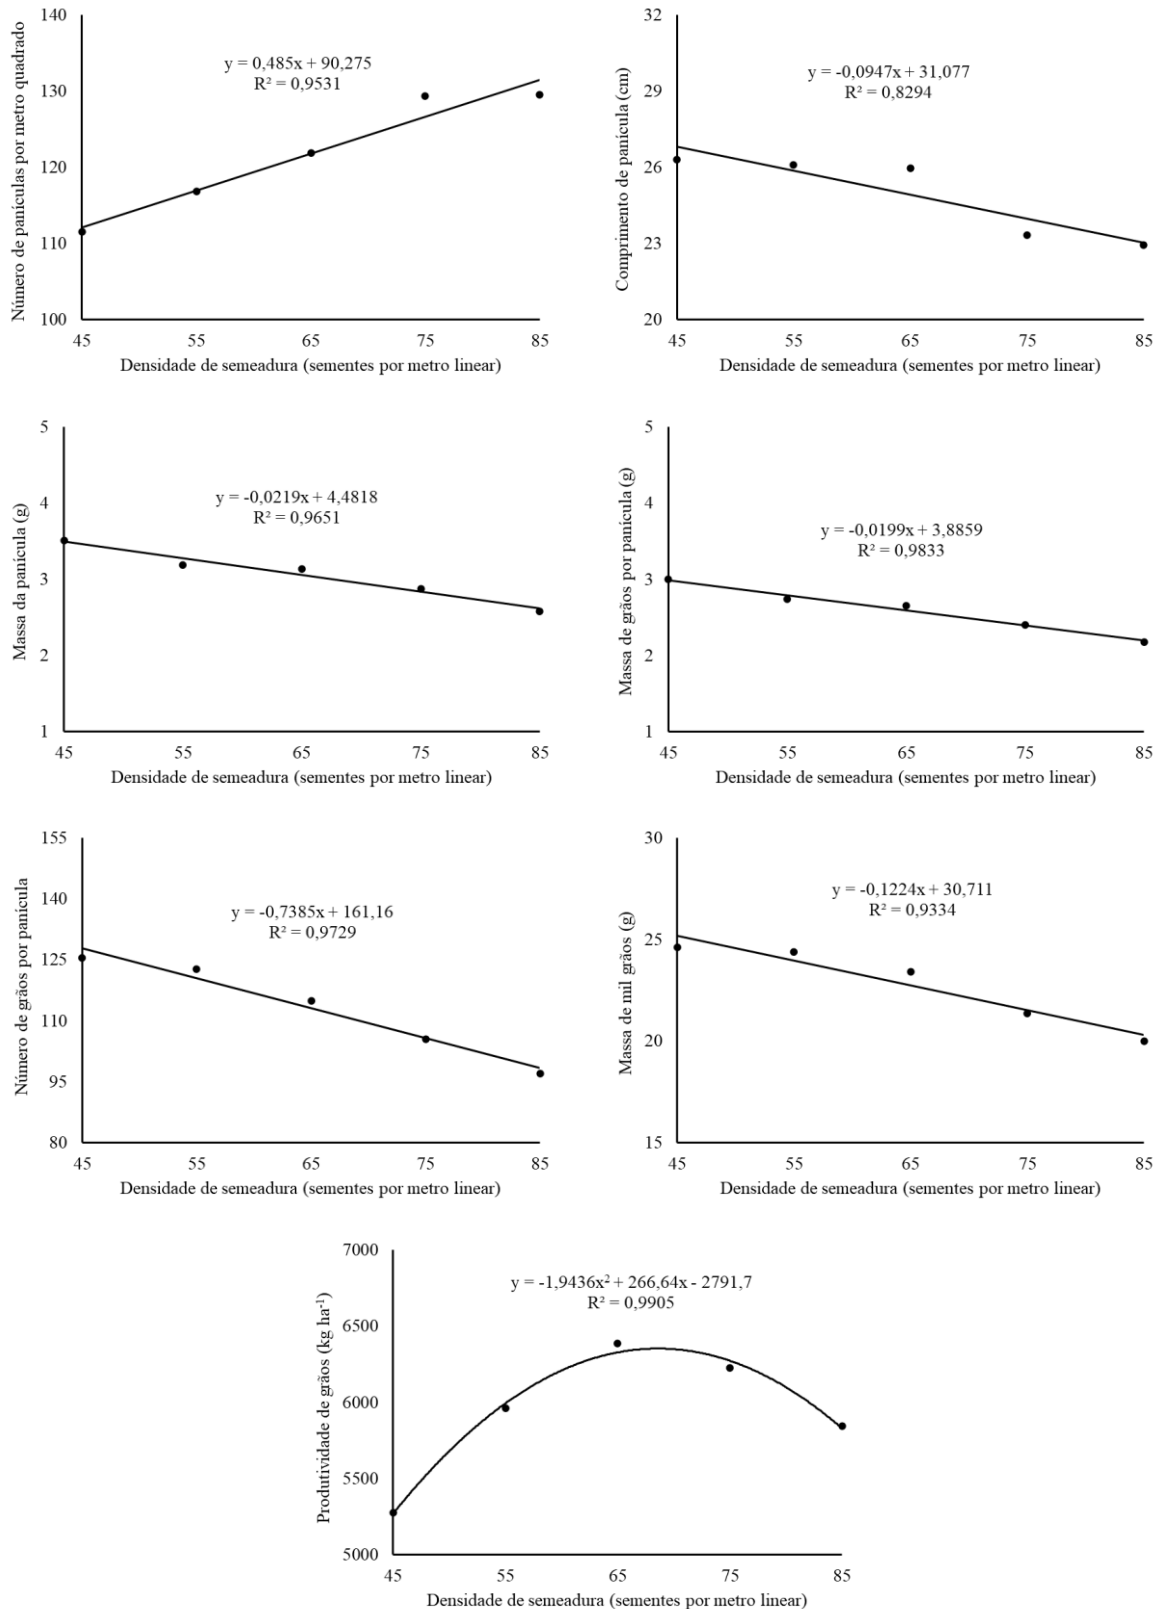 Número de panículas por metro quadrado
140
130
120
110
100
y = 0,485x + 90,275
R² = 0,9531
45 55 65 75 85
Densidade de semeadura (sementes por metro linear)
Comprimento de panicula (cm)
32
29
26
23
20
y = -0,0947x + 31,077
R² = 0,8294
45 55 65 75 85
Densidade de semeadura (sementes por metro linear)
Massa da panícula (g)
5
4
3
2
1
y = -0,0219x + 4,4818
R² = 0,9651
45 55 65 75 85
Densidade de semeadura (sementes por metro linear)
Massa de grãos por panícula (g)
5
4
3
2
1
y = -0,0199x + 3,8859
R² = 0,9833
45 55 65 75 85
Densidade de semeadura (sementes por metro linear)
Número de grãos por panícula
155
140
125
110
95
80
y = -0,7385x + 161,16
R² = 0,9729
45 55 65 75 85
Densidade de semeadura (sementes por metro linear)
Massa de mil grãos (g)
30
25
20
15
y = -0,1224x + 30,711
R² = 0,9334
45 55 65 75 85
Densidade de semeadura (sementes por metro linear)
Produtividade de grãos (kg ha⁻¹)
7000
6500
6000
5500
5000
y = -1,9436x² + 266,64x - 2791,7
R² = 0,9905
45 55 65 75 85
Densidade de semeadura (sementes por metro linear)